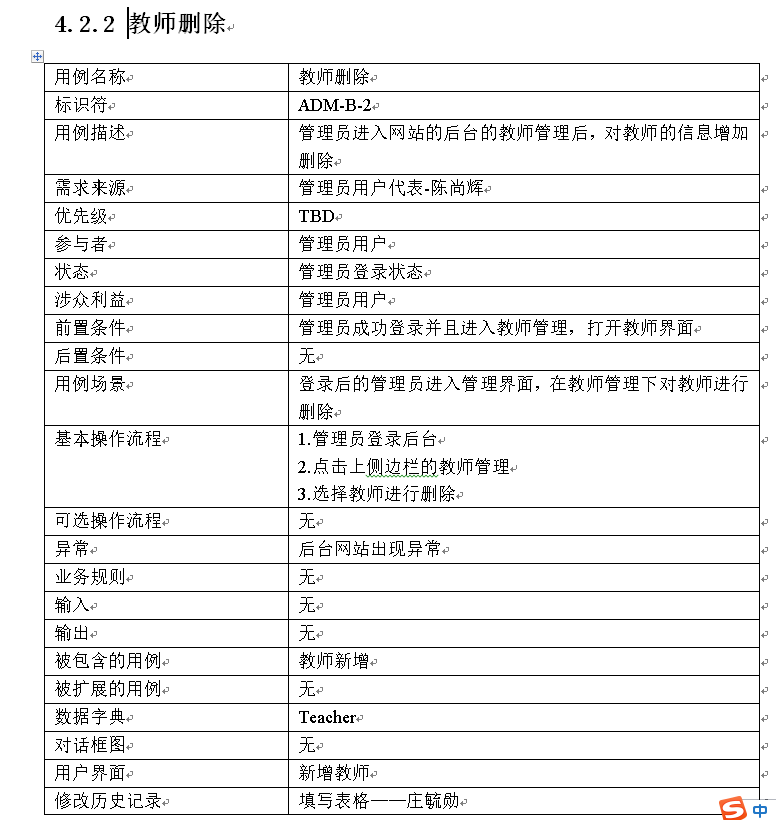 4.2.2 教师删除
用例名称 教师删除
标识符 ADM-B-2
用例描述 管理员进入网站的后台的教师管理后，对教师的信息增加
删除
需求来源 管理员用户代表-陈尚辉
优先级 TBD
参与者 管理员用户
状态 管理员登录状态
涉众利益 管理员用户
前置条件 管理员成功登录并且进入教师管理，打开教师界面
后置条件 无
用例场景 登录后的管理员进入管理界面，在教师管理下对教师进行
删除
基本操作流程 1.管理员登录后台
2.点击上侧边栏的教师管理
3.选择教师进行删除
可选操作流程 无
异常 后台网站出现异常
业务规则 无
输入 无
输出 无
被包含的用例 教师新增
被扩展的用例 无
数据字典 Teacher
对话框图 无
用户界面 新增教师
修改历史记录 填写表格——庄毓勋
S 中